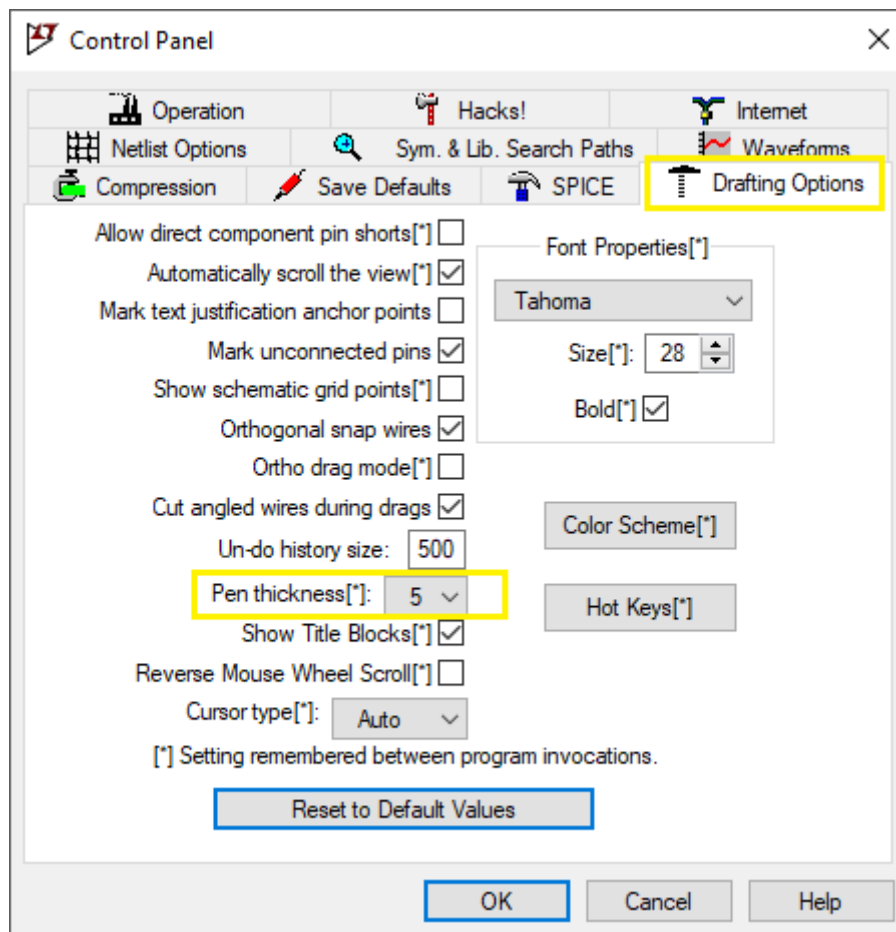 Control Panel
Operation
Hacks!
Internet
Netlist Options
Sym. & Lib. Search Paths
Waveforms
Compression
Save Defaults
SPICE
Drafting Options
Allow direct component pin shorts[*]
Automatically scroll the view[*]
Mark text justification anchor points
Mark unconnected pins
Show schematic grid points[*]
Orthogonal snap wires
Ortho drag mode[*]
Cut angled wires during drags
Un-do history size: 500
Pen thickness[*]: 5
Show Title Blocks[*]
Reverse Mouse Wheel Scroll[*]
Cursor type[*]: Auto
Font Properties[*]
Tahoma
Size[*]: 28
Bold[*]
Color Scheme[*]
Hot Keys[*]
[*] Setting remembered between program invocations.
Reset to Default Values
OK
Cancel
Help